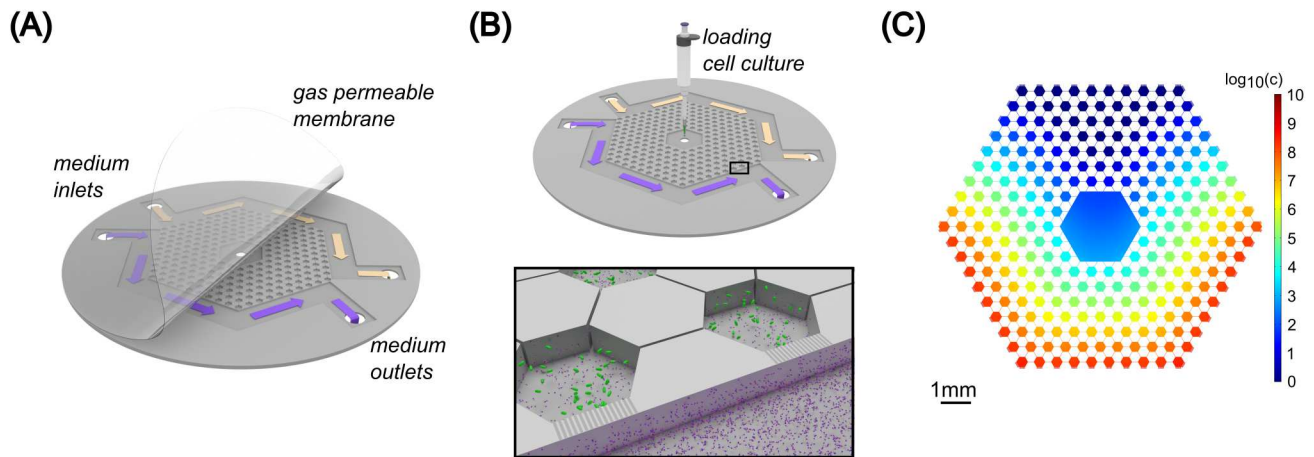 (A)
gas permeable
membrane
medium
inlets
medium
outlets
(B)
loading
cell culture
(C)
log10(c)
10
9
8
7
6
5
4
3
2
1
0
1mm